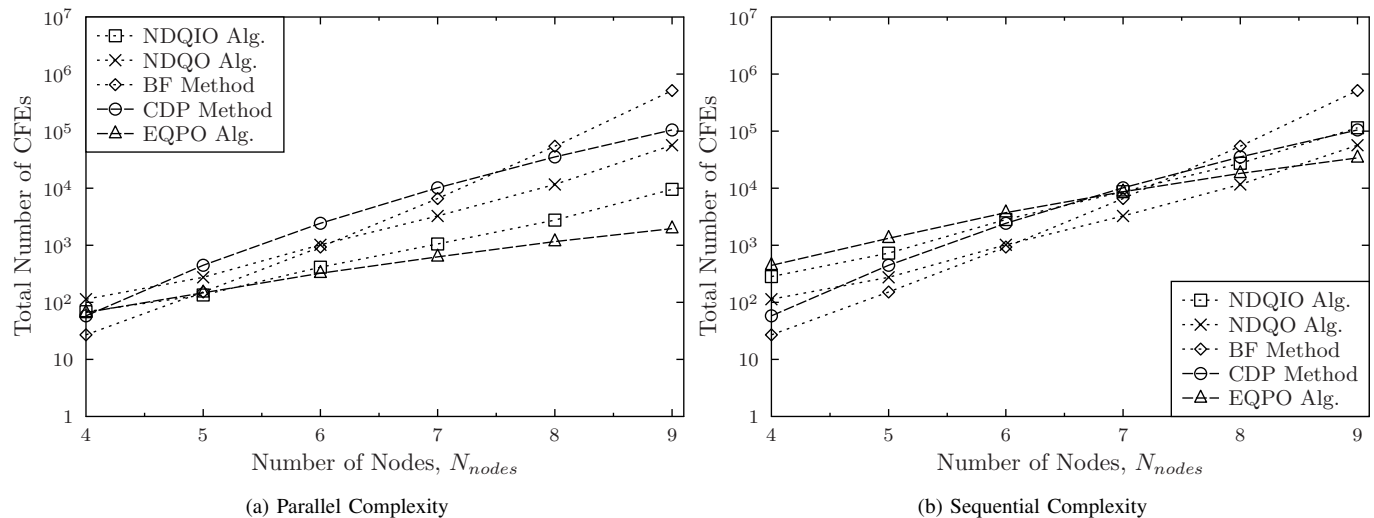 10^7
10^6
10^5
10^4
10^3
10^2
10
1
Total Number of CFEs
NDQIO Alg.
NDQO Alg.
BF Method
CDP Method
EQPO Alg.
4 5 6 7 8 9
Number of Nodes, N_{nodes}
(a) Parallel Complexity
10^7
10^6
10^5
10^4
10^3
10^2
10
1
Total Number of CFEs
NDQIO Alg.
NDQO Alg.
BF Method
CDP Method
EQPO Alg.
4 5 6 7 8 9
Number of Nodes, N_{nodes}
(b) Sequential Complexity